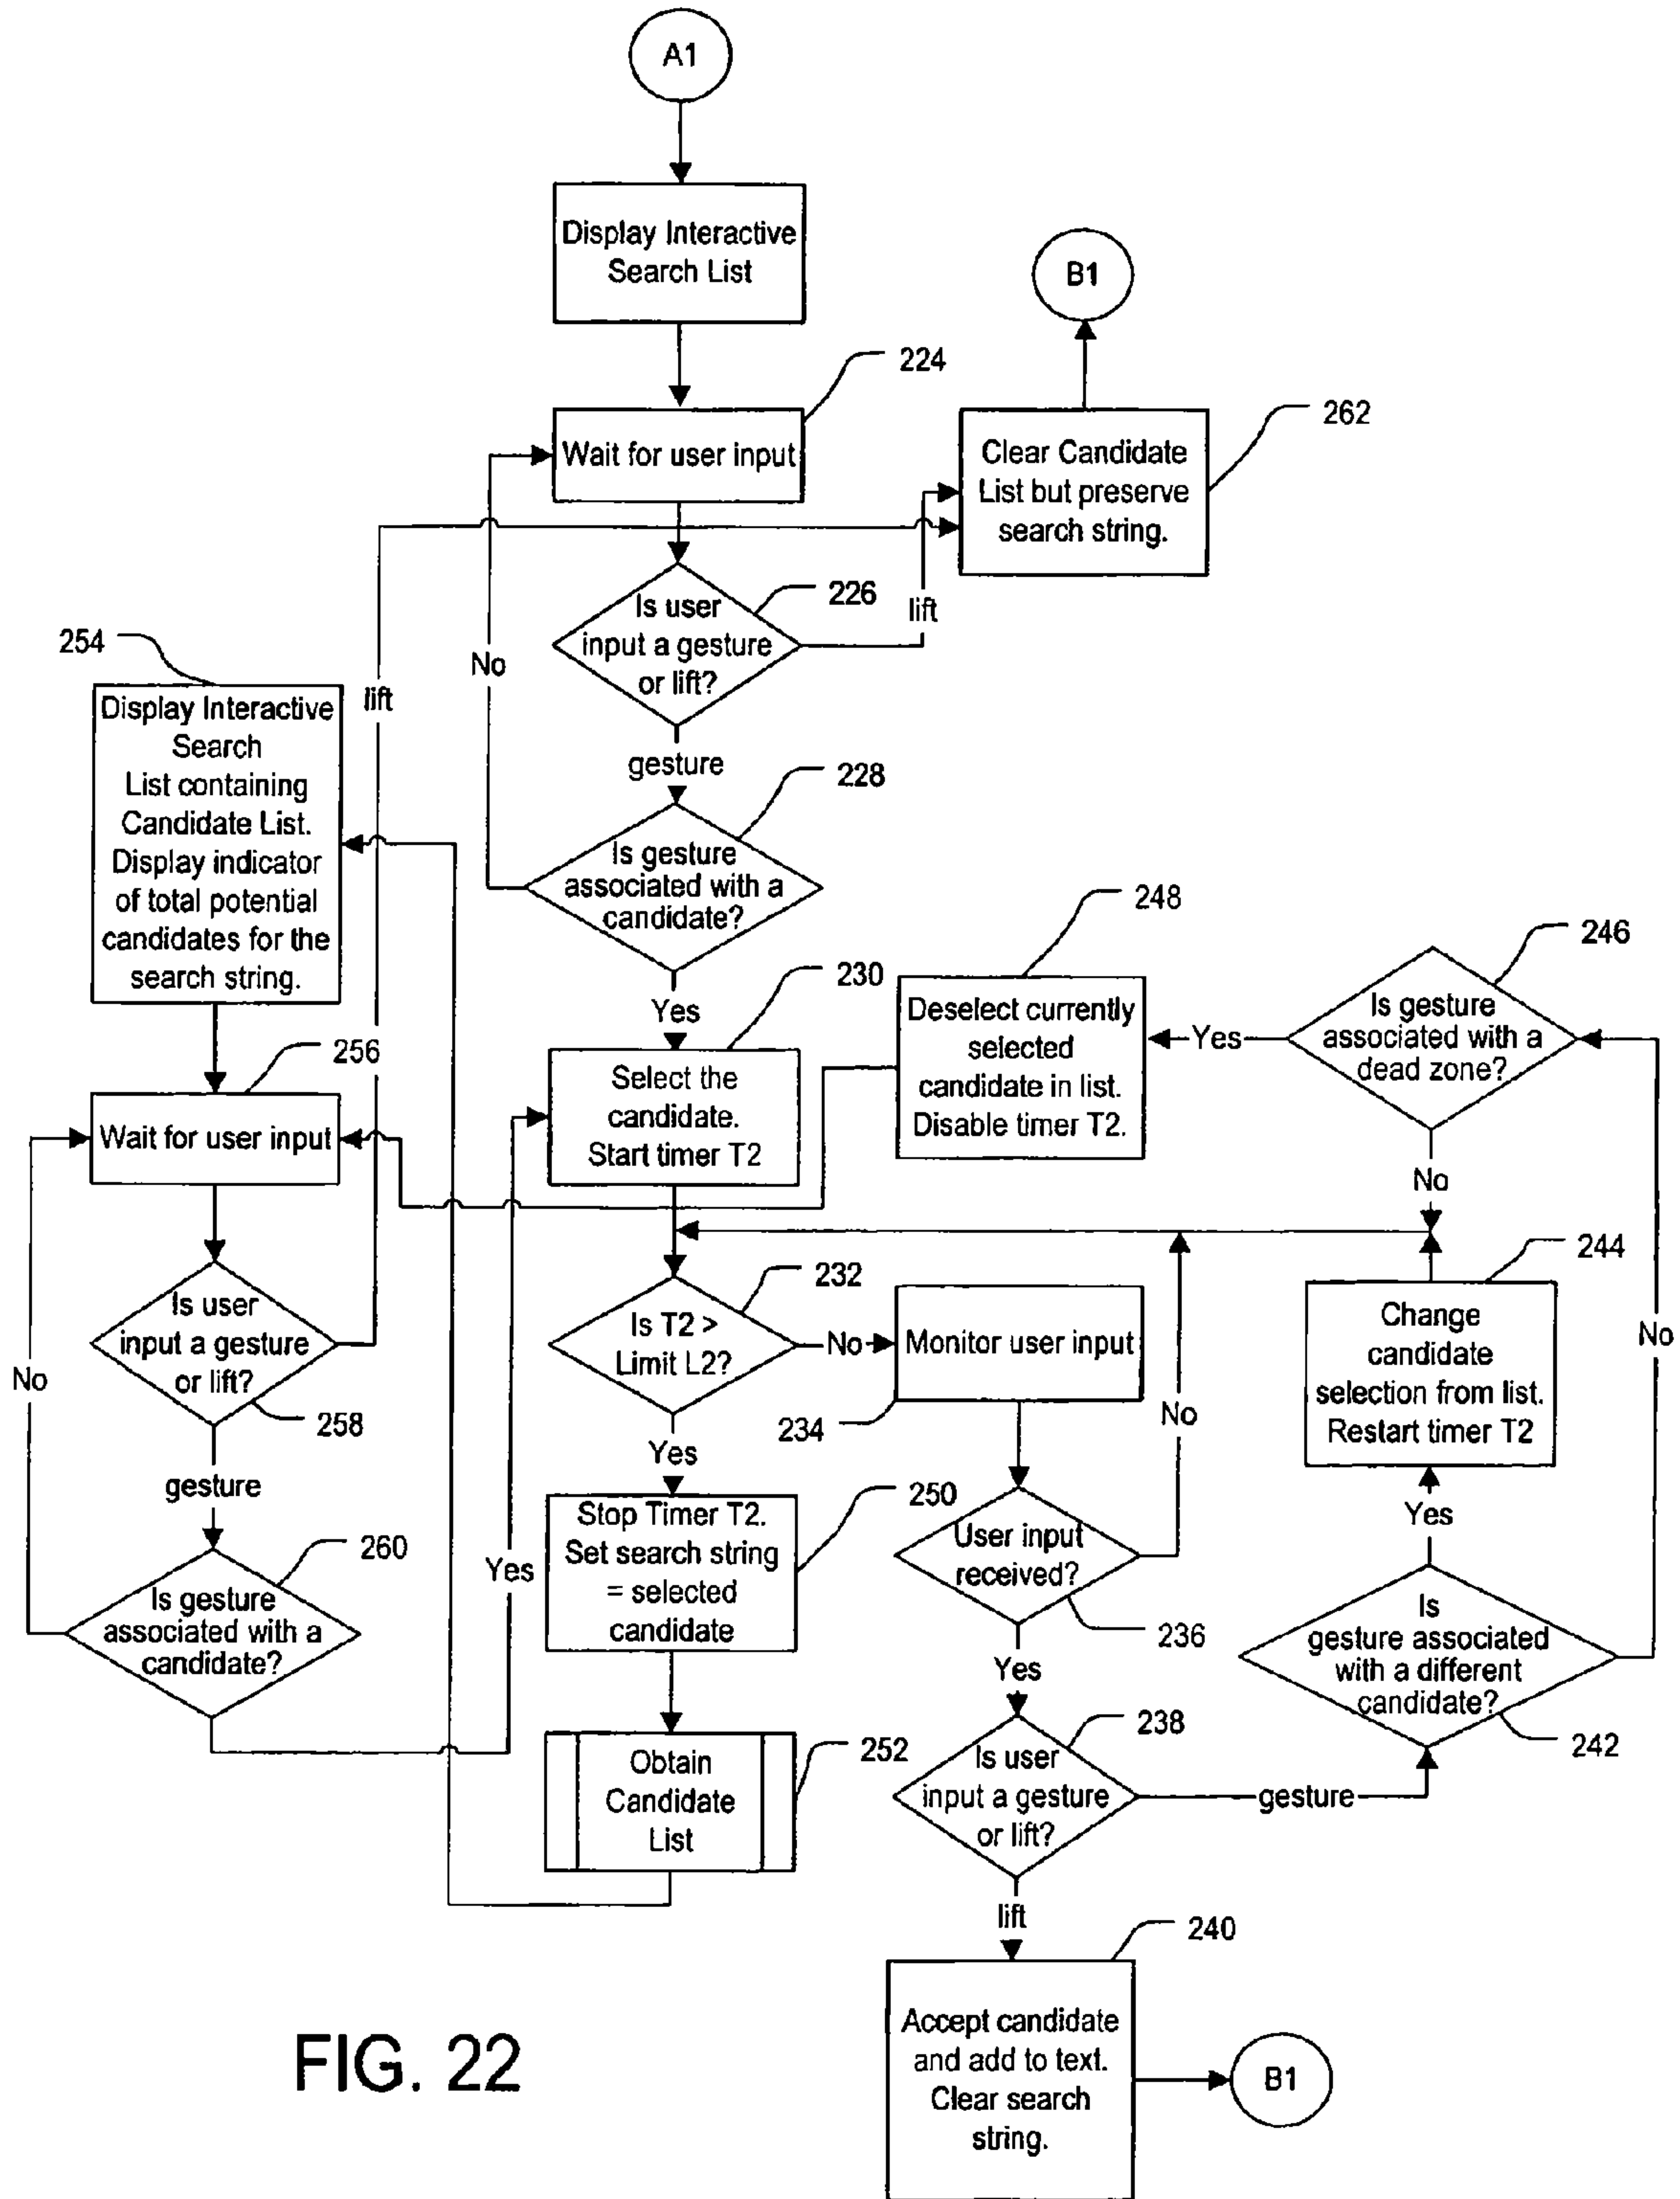 A1
Display Interactive
Search List
B1
224
Wait for user input
262
Clear Candidate
List but preserve
search string.
226
Is user
input a gesture
or lift?
lift
No
lift
254
Display Interactive
Search
List containing
Candidate List.
Display indicator
of total potential
candidates for the
search string.
gesture
228
Is gesture
associated with a
candidate?
Yes
230
Select the
candidate.
Start timer T2
248
Deselect currently
selected
candidate in list.
Disable timer T2.
Yes
246
Is gesture
associated with a
dead zone?
No
256
Wait for user input
Is user
input a gesture
or lift?
258
No
gesture
260
Is gesture
associated with a
candidate?
Yes
232
Is T2 >
Limit L2?
No
Monitor user input
234
No
244
Change
candidate
selection from list.
Restart timer T2
No
Yes
250
Stop Timer T2.
Set search string
= selected
candidate
User input
received?
236
Yes
Yes
Is
gesture associated
with a different
candidate?
242
252
Obtain
Candidate
List
238
Is user
input a gesture
or lift?
gesture
lift
240
Accept candidate
and add to text.
Clear search
string.
B1
FIG. 22